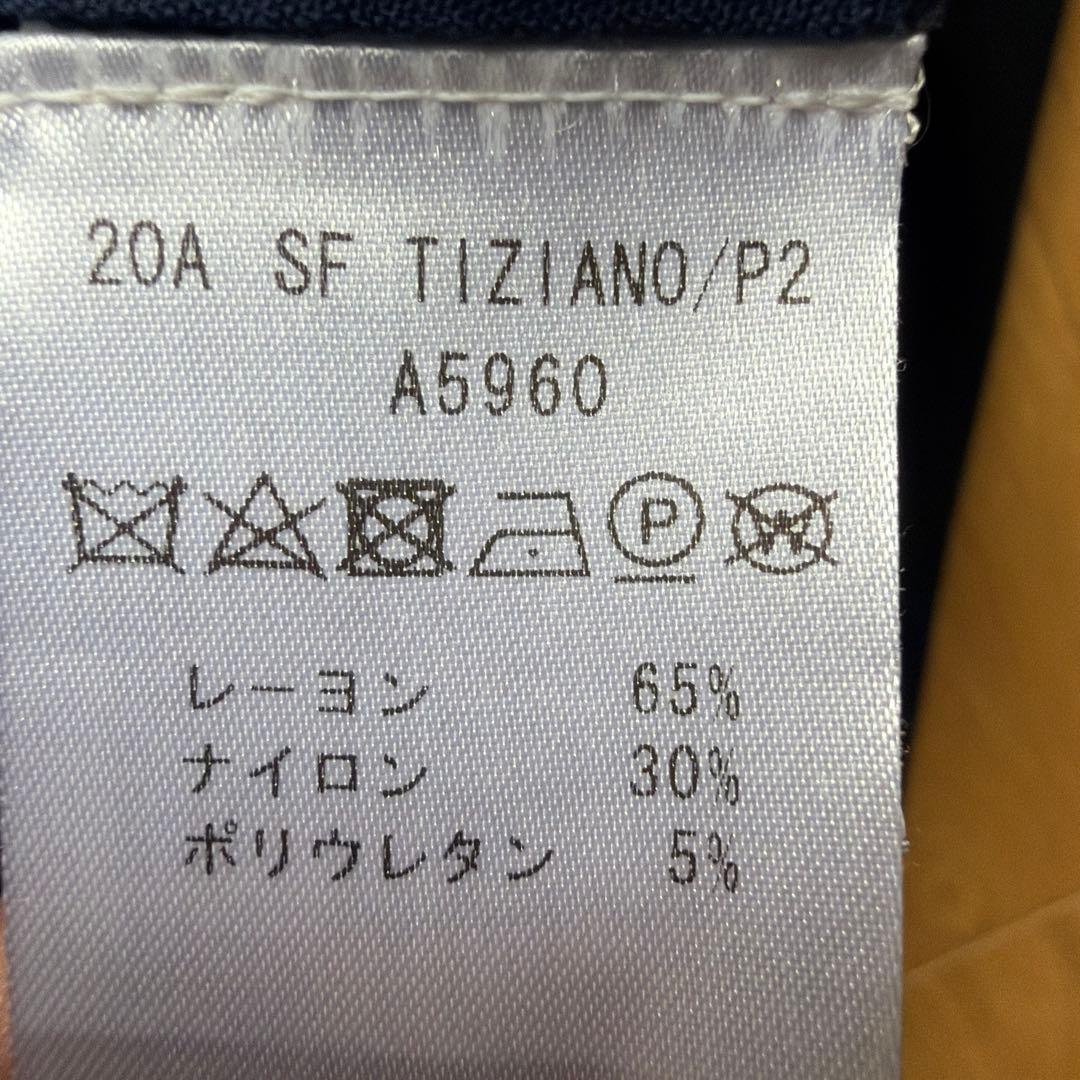 20A SF TIZIANO/P2
A5960
P W
レーヨン 65%
ナイロン 30%
ポリウレタン 5%